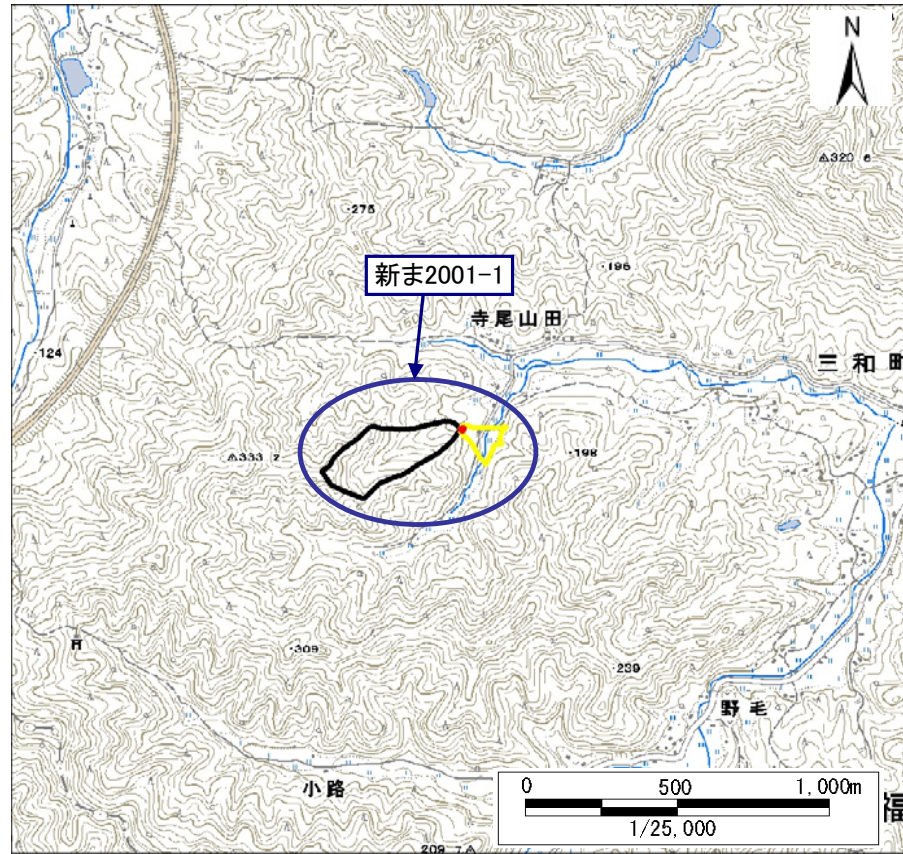 N
△320 6
・275
・196
新ま2001-1
寺尾山田
・124
三和町
△333 2
・198
・309
・239
野毛
小路
0 500 1,000m
1/25,000
福